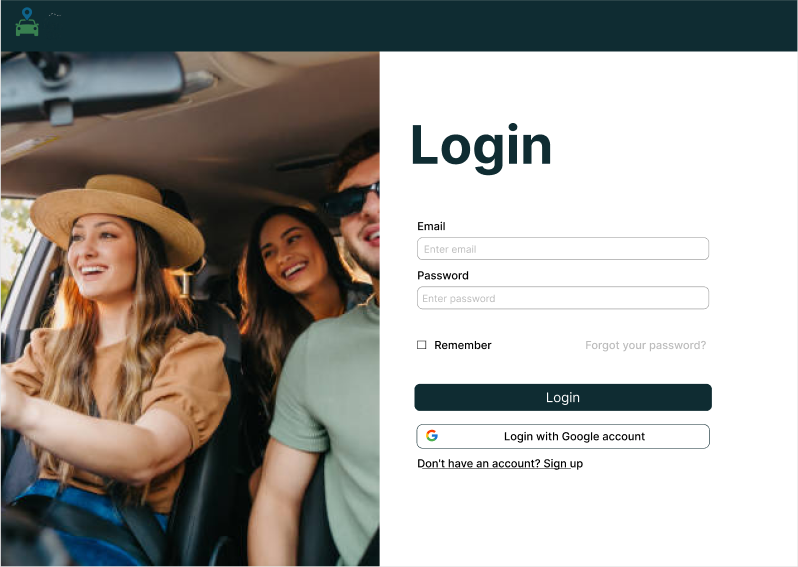 Login
Email
Enter email
Password
Enter password
Remember
Forgot your password?
Login
Login with Google account
Don't have an account? Sign up